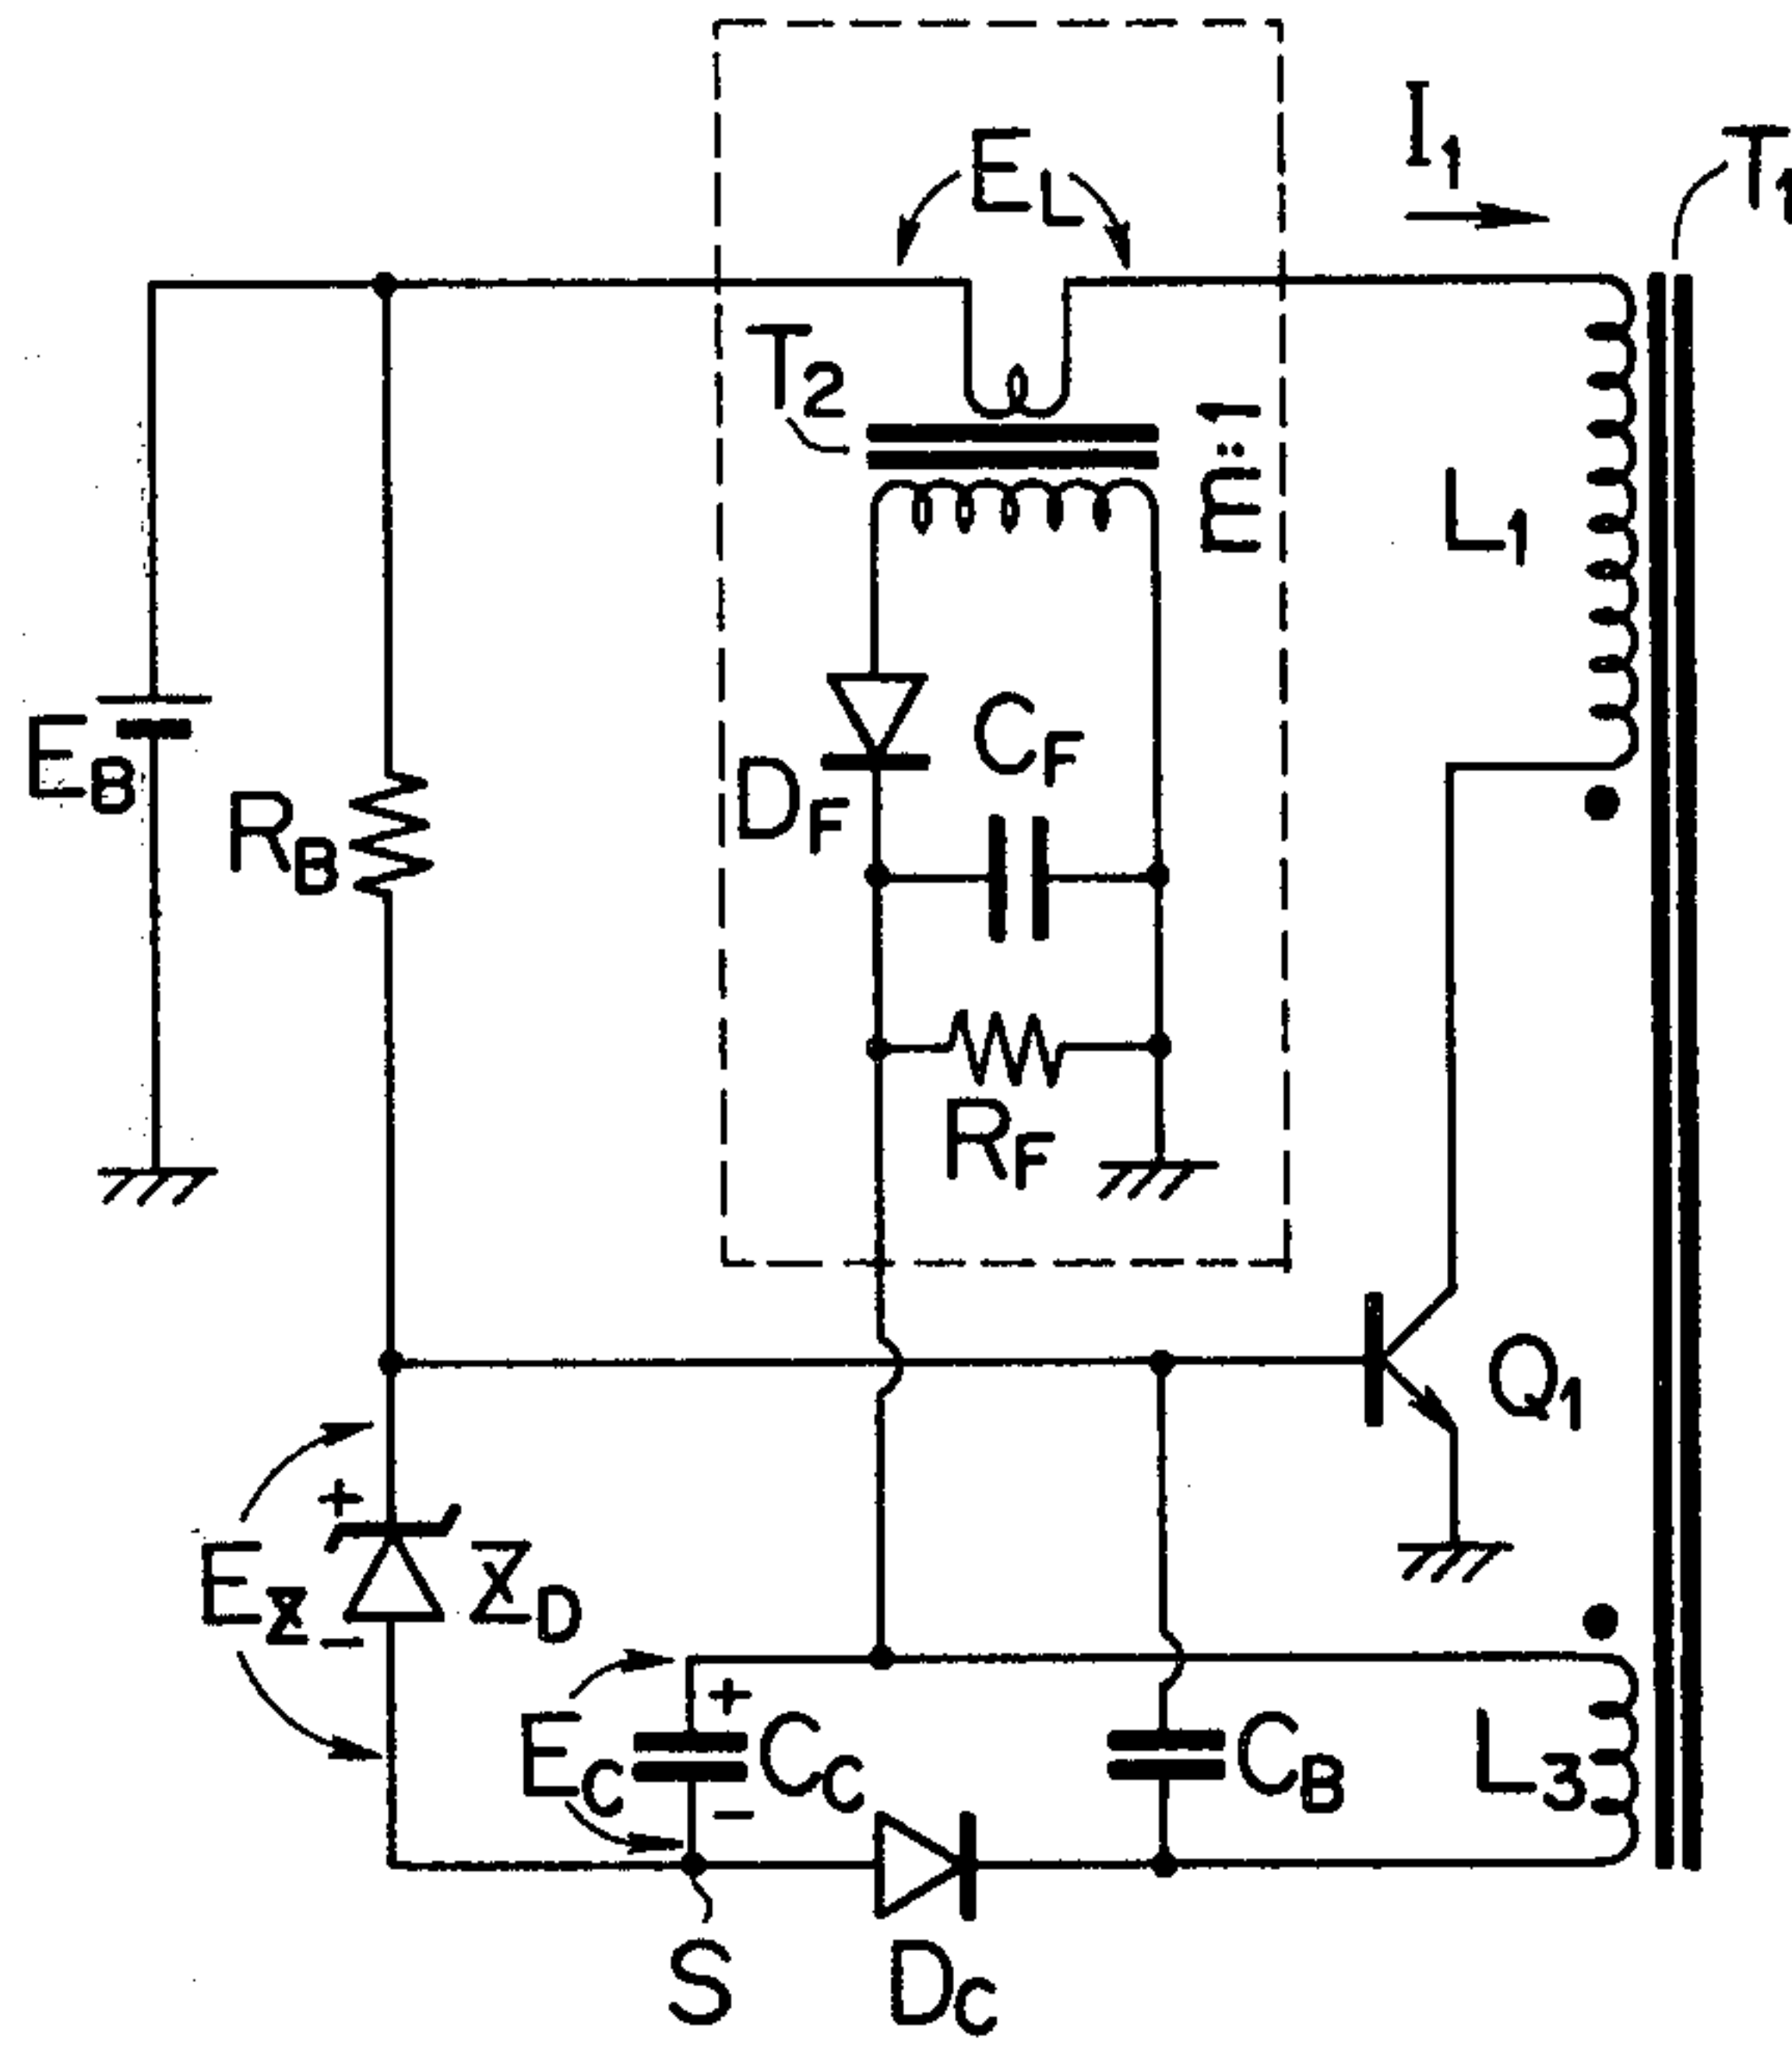 I1
T1
EL
T2
m:1
L1
EB
RB
DF
CF
RF
Q1
+
EZ
ZD
-
+
EC
CC
-
CB
L3
S
DC